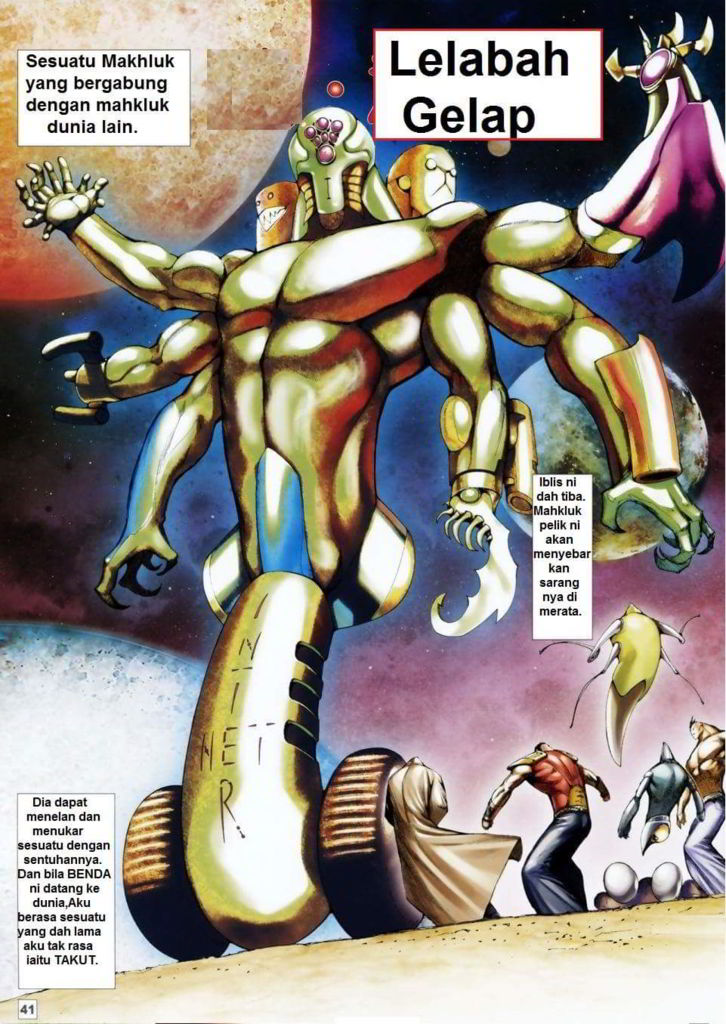 Sesuatu Makhluk
yang bergabung
dengan mahkluk
dunia lain.
Lelabah
Gelap
Iblis ni
dah tiba.
Mahkluk
pelik ni
akan
menyebar
kan
sarang
nya di
merata.
Dia dapat
menelan dan
menukar
sesuatu dengan
sentuhannya.
Dan bila BENDA
ni datang ke
dunia,Aku
berasa sesuatu
yang dah lama
aku tak rasa
iaitu TAKUT.
41